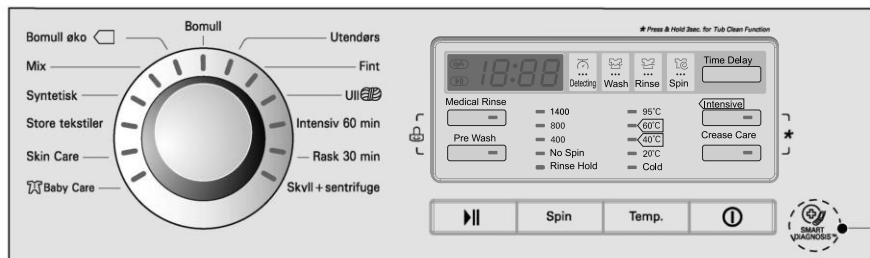 Bomull øko
Bomull
Utendørs
Mix
Fint
Syntetisk
Ull
Store tekstiler
Intensiv 60 min
Skin Care
Rask 30 min
Baby Care
Skyll + sentrifuge
* Press & Hold 3sec. for Tub Clean Function
18:88
Detecting
Wash
Rinse
Spin
Time Delay
Medical Rinse
Pre Wash
1400
800
400
No Spin
Rinse Hold
95°C
60°C
40°C
20°C
Cold
Intensive
Crease Care
*
Spin
Temp.
SMART
DIAGNOSIS™